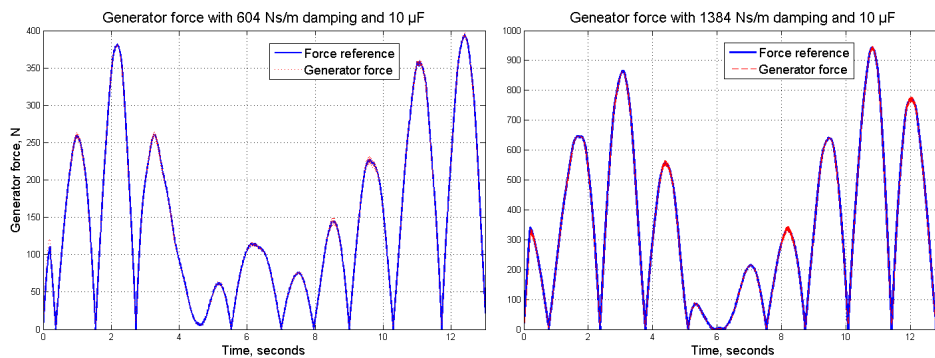 Generator force with 604 Ns/m damping and 10 µF
Generator force, N
400
350
300
250
200
150
100
50
0
Force reference
Generator force
0 2 4 6 8 10 12
Time, seconds
Generator force with 1384 Ns/m damping and 10 µF
1000
900
800
700
600
500
400
300
200
100
0
Force reference
Generator force
0 2 4 6 8 10 12
Time, seconds